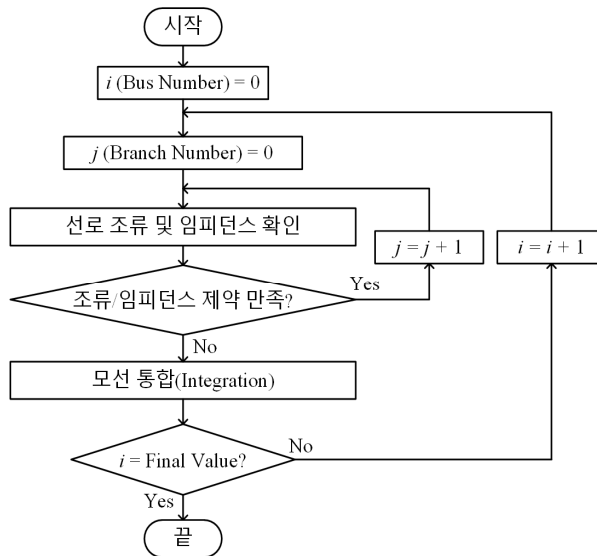 시작
i (Bus Number) = 0
j (Branch Number) = 0
선로 조류 및 임피던스 확인
j = j + 1
i = i + 1
조류/임피던스 제약 만족?
Yes
No
모선 통합(Integration)
i = Final Value?
No
Yes
끝